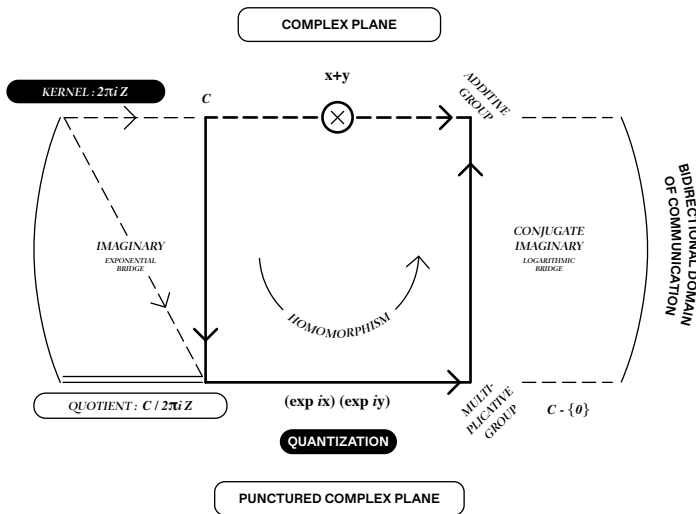 COMPLEX PLANE
x+y
KERNEL : 2πi Z
C
ADDITIVE
GROUP
IMAGINARY
EXPONENTIAL
BRIDGE
CONJUGATE
IMAGINARY
LOGARITHMIC
BRIDGE
BIDIRECTIONAL DOMAIN
OF COMMUNICATION
HOMOMORPHISM
QUOTIENT : C / 2πi Z
(exp ix) (exp iy)
MULTI-
PLICATIVE
GROUP
C - {0}
QUANTIZATION
PUNCTURED COMPLEX PLANE